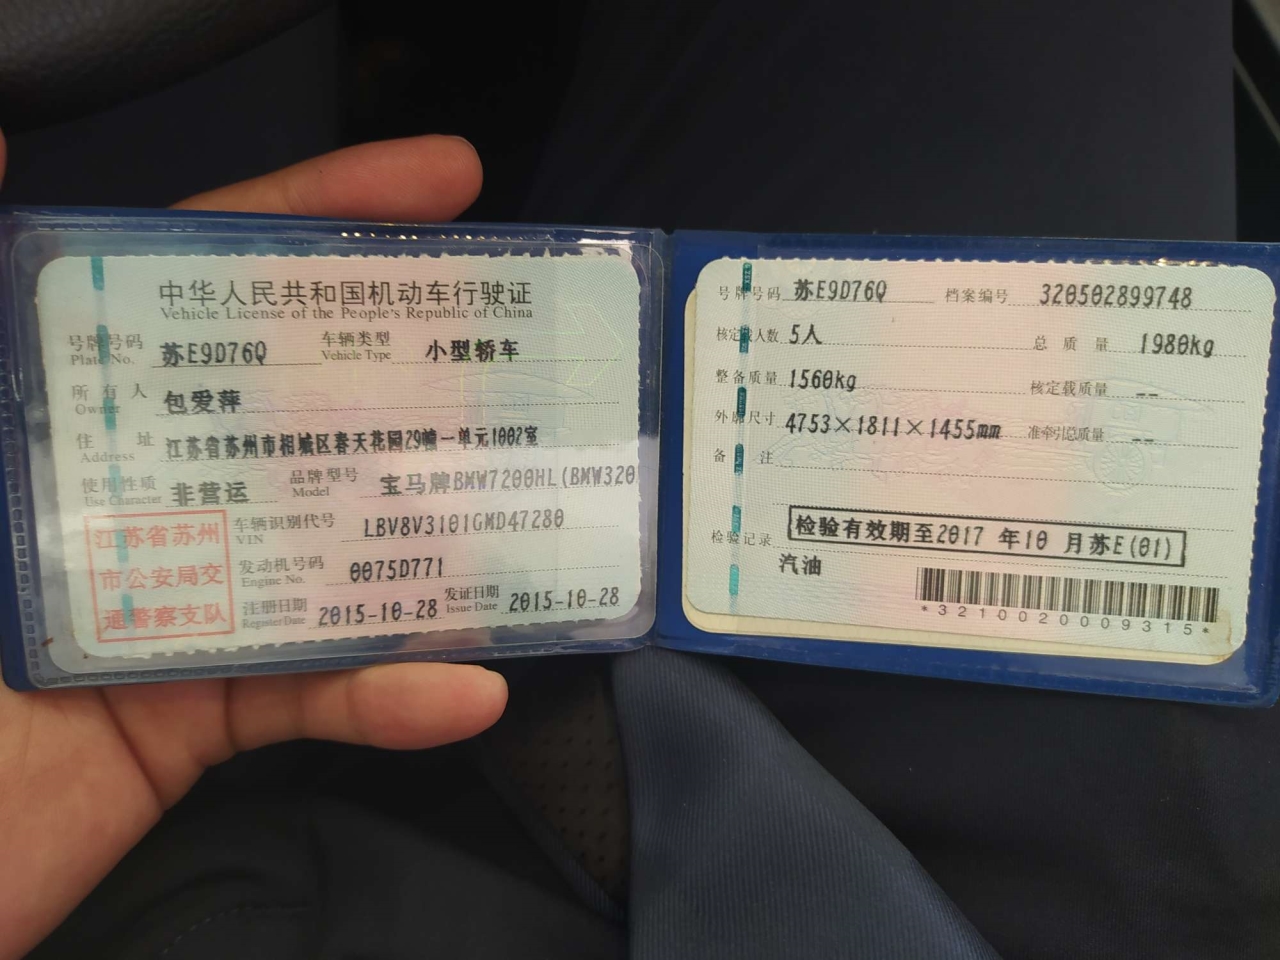 中华人民共和国机动车行驶证
Vehicle License of the People's Republic of China
号牌号码 苏E9D76Q 车辆类型 小型轿车
Plate No. Vehicle Type
所有人 包爱萍
Owner
住址 江苏省苏州市相城区春天花园29幢一单元1002室
Address
使用性质 非营运 品牌型号 宝马牌BMW7200HL(BMW320
Use Character Model
江苏省苏州
市公安局交
通警察支队
车辆识别代号 LBV8V3101GMD47280
VIN
发动机号码 0075D771
Engine No.
注册日期 2015-10-28 发证日期 2015-10-28
Register Date Issue Date
号牌号码 苏E9D76Q 档案编号 320502899748
核定载人数 5人 总质量 1980kg
整备质量 1560kg 核定载质量 --
外廓尺寸 4753×1811×1455mm 准牵引总质量 --
备注
检验记录 检验有效期至2017 年10 月苏E(01)
汽油
*3210020009315*